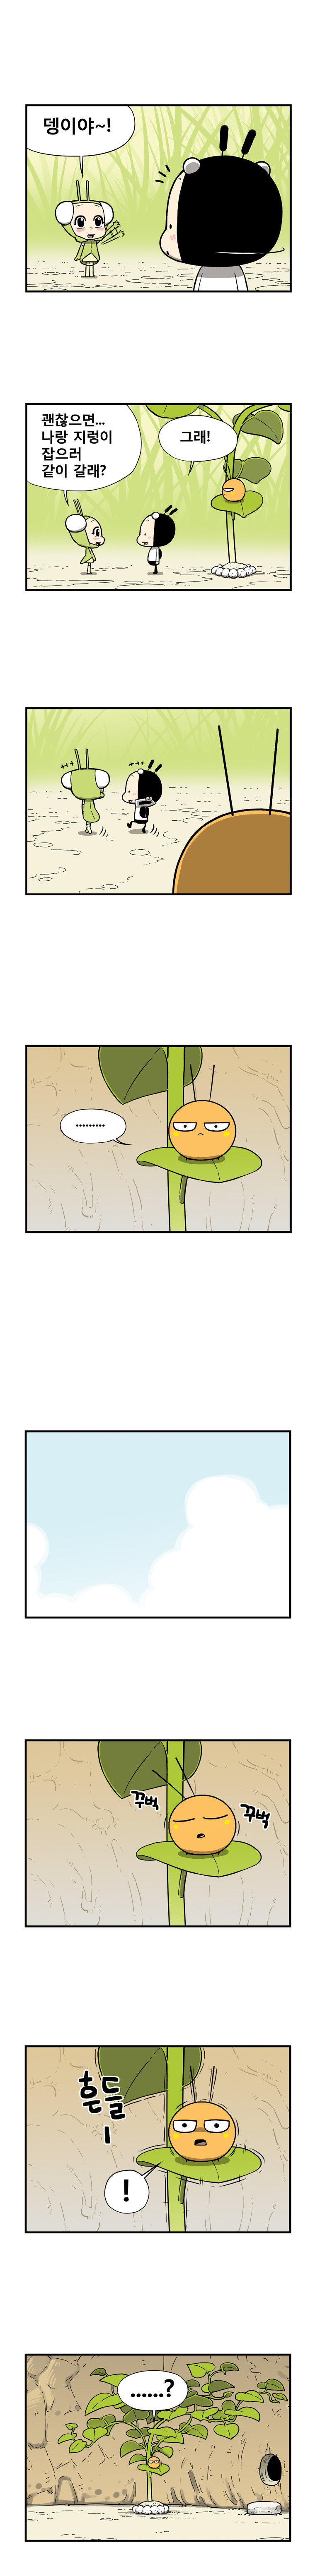 뎅이야~!
괜찮으면...
나랑 지렁이
잡으러
같이 갈래?
그래!
.........
꾸벅
꾸벅
흔들
!
......?